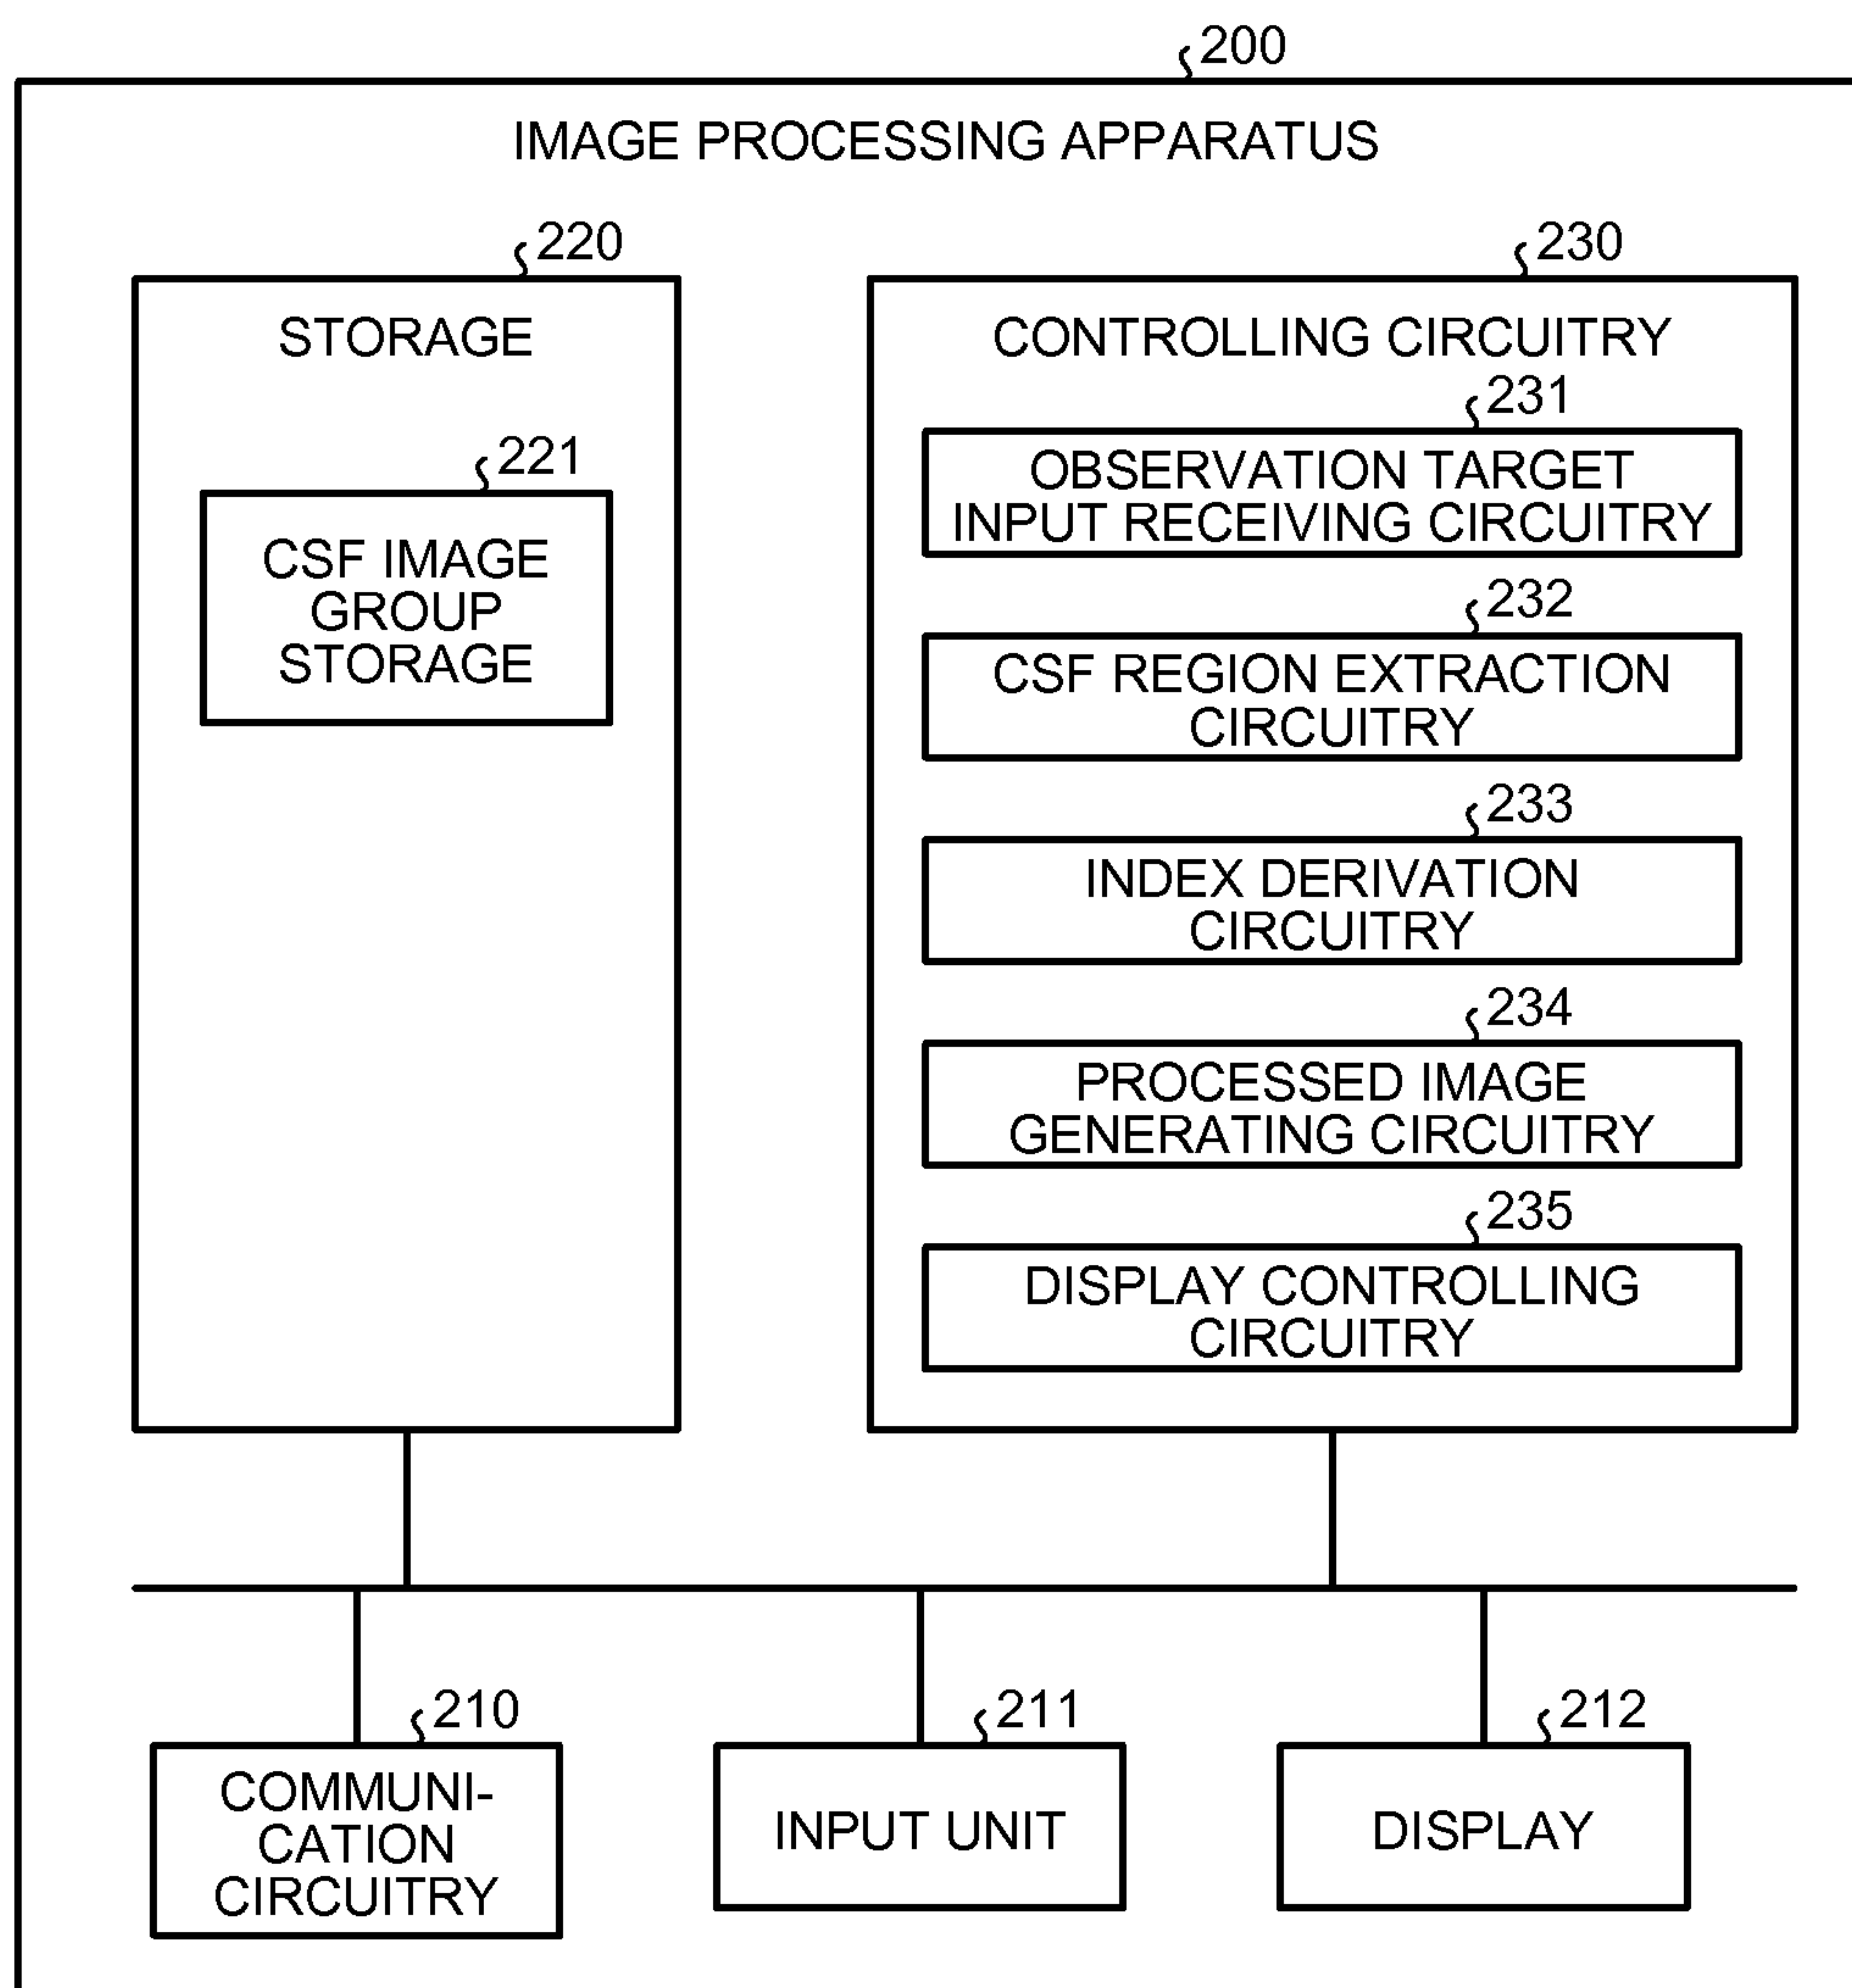 200
IMAGE PROCESSING APPARATUS
220
STORAGE
221
CSF IMAGE
GROUP
STORAGE
230
CONTROLLING CIRCUITRY
231
OBSERVATION TARGET
INPUT RECEIVING CIRCUITRY
232
CSF REGION EXTRACTION
CIRCUITRY
233
INDEX DERIVATION
CIRCUITRY
234
PROCESSED IMAGE
GENERATING CIRCUITRY
235
DISPLAY CONTROLLING
CIRCUITRY
210
COMMUNI-
CATION
CIRCUITRY
211
INPUT UNIT
212
DISPLAY